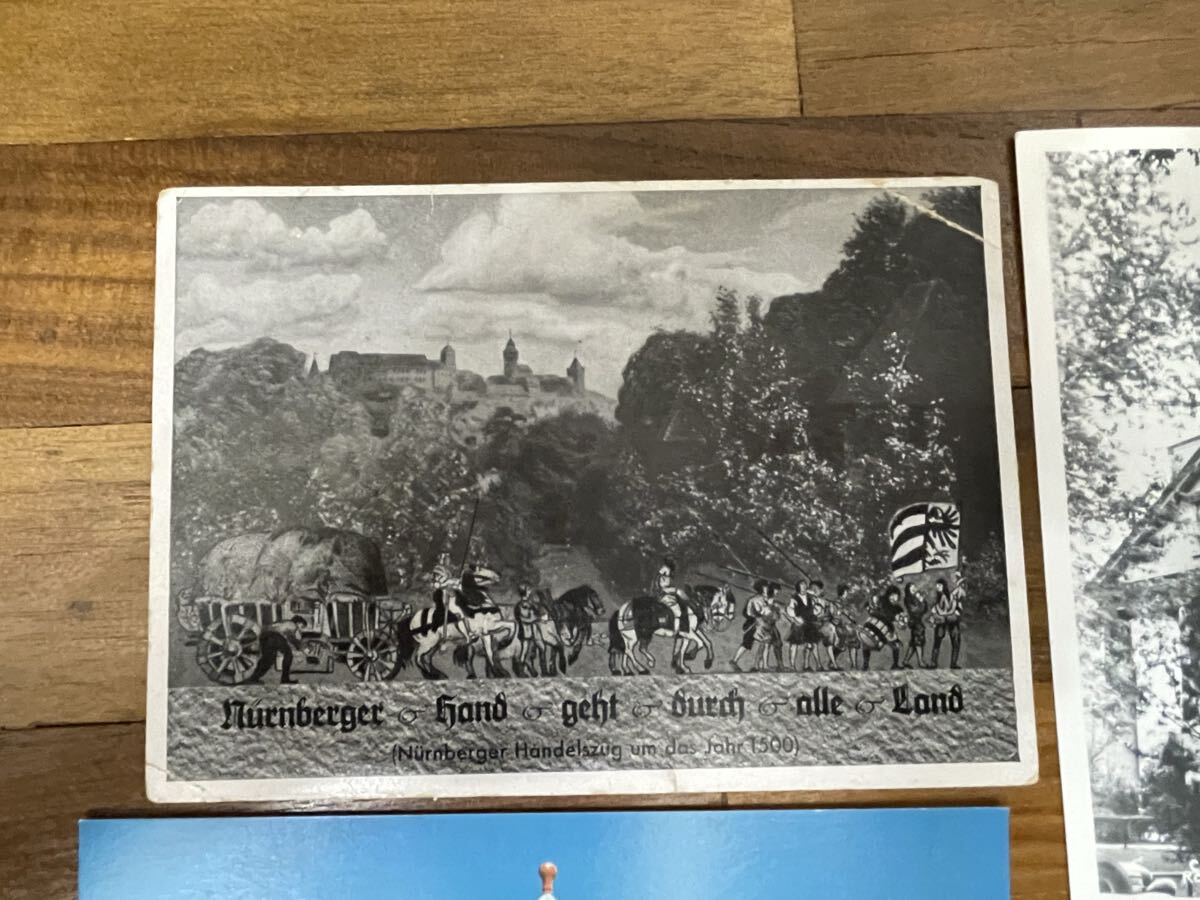 Nürnberger Hand geht durch alle Land
(Nürnberger Handelszug um das Jahr 1500)